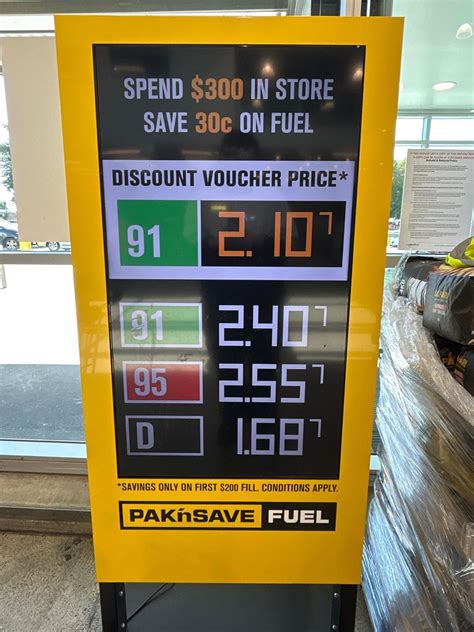 SPEND $300 IN STORE
SAVE 30c ON FUEL
DISCOUNT VOUCHER PRICE*
91 2.107
91 2.407
95 2.557
D 1.687
*SAVINGS ONLY ON FIRST $200 FILL. CONDITIONS APPLY.
PAK'nSAVE FUEL